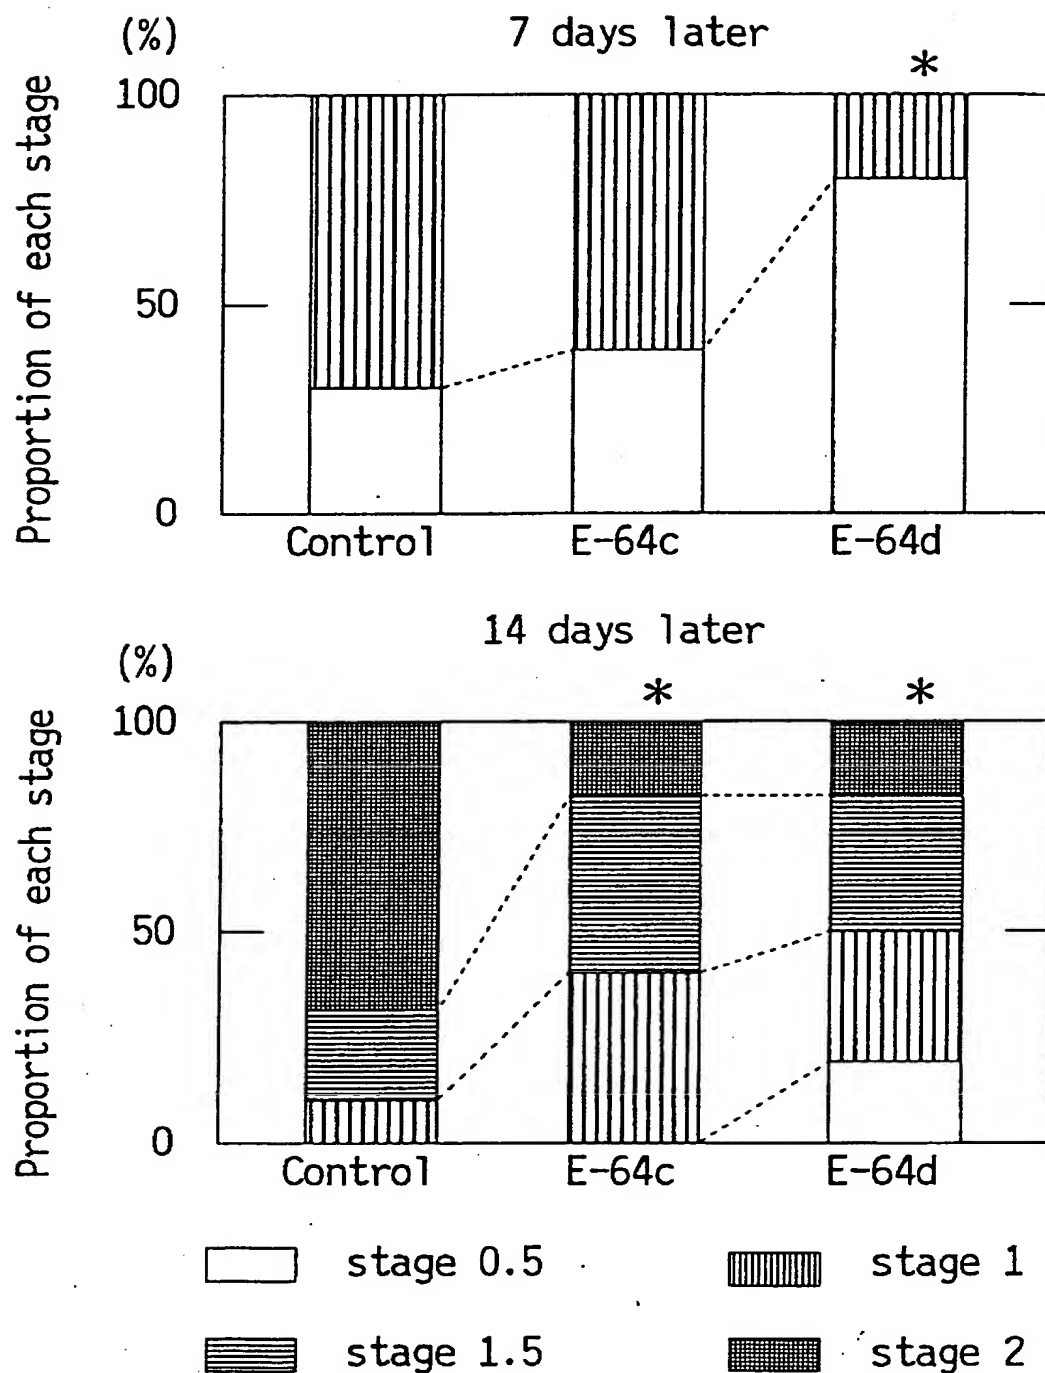 (%)
7 days later
*
Proportion of each stage
100
50
0
Control
E-64c
E-64d
14 days later
(%)
*
*
Proportion of each stage
100
50
0
Control
E-64c
E-64d
stage 0.5
stage 1
stage 1.5
stage 2